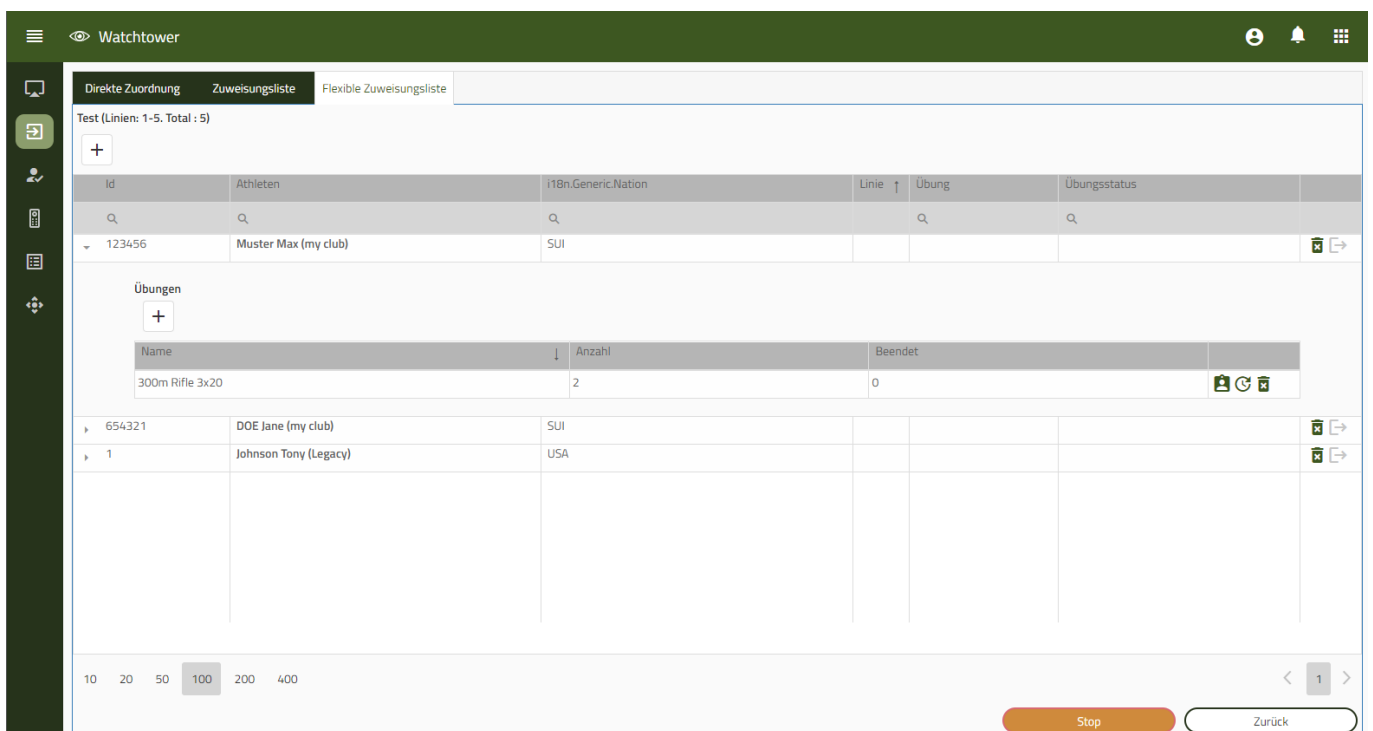 Watchtower
Direkte Zuordnung Zuweisungsliste Flexible Zuweisungsliste
Test (Linien: 1-5. Total : 5)
+
Id Athleten i18n.Generic.Nation Linie ↑ Übung Übungsstatus
123456 Muster Max (my club) SUI
Übungen
+
Name ↓ Anzahl Beendet
300m Rifle 3x20 2 0
654321 DOE Jane (my club) SUI
1 Johnson Tony (Legacy) USA
10 20 50 100 200 400 < 1 >
Stop Zurück